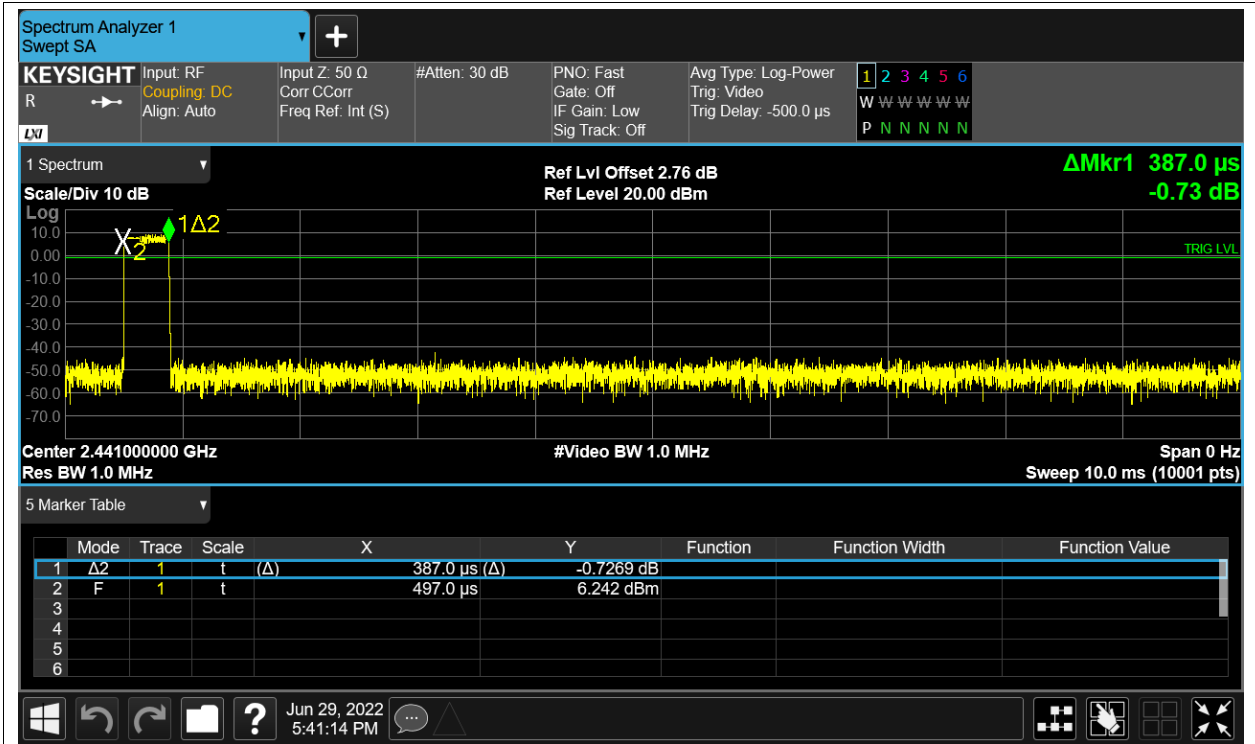 Spectrum Analyzer 1
Swept SA
KEYSIGHT Input: RF Input Z: 50 Ω #Atten: 30 dB PNO: Fast Avg Type: Log-Power 1 2 3 4 5 6
R Coupling: DC Corr CCorr Gate: Off Trig: Video W W W W W W
Align: Auto Freq Ref: Int (S) IF Gain: Low Trig Delay: -500.0 µs
LXI Sig Track: Off P N N N N N
1 Spectrum Ref Lvl Offset 2.76 dB ΔMkr1 387.0 µs
Scale/Div 10 dB Ref Level 20.00 dBm -0.73 dB
Log
1Δ2
10.0
X2
0.00 TRIG LVL
-10.0
-20.0
-30.0
-40.0
-50.0
-60.0
-70.0
Center 2.441000000 GHz #Video BW 1.0 MHz Span 0 Hz
Res BW 1.0 MHz Sweep 10.0 ms (10001 pts)
5 Marker Table
Mode Trace Scale X Y Function Function Width Function Value
1 Δ2 1 t (Δ) 387.0 µs (Δ) -0.7269 dB
2 F 1 t 497.0 µs 6.242 dBm
3
4
5
6
? Jun 29, 2022
5:41:14 PM